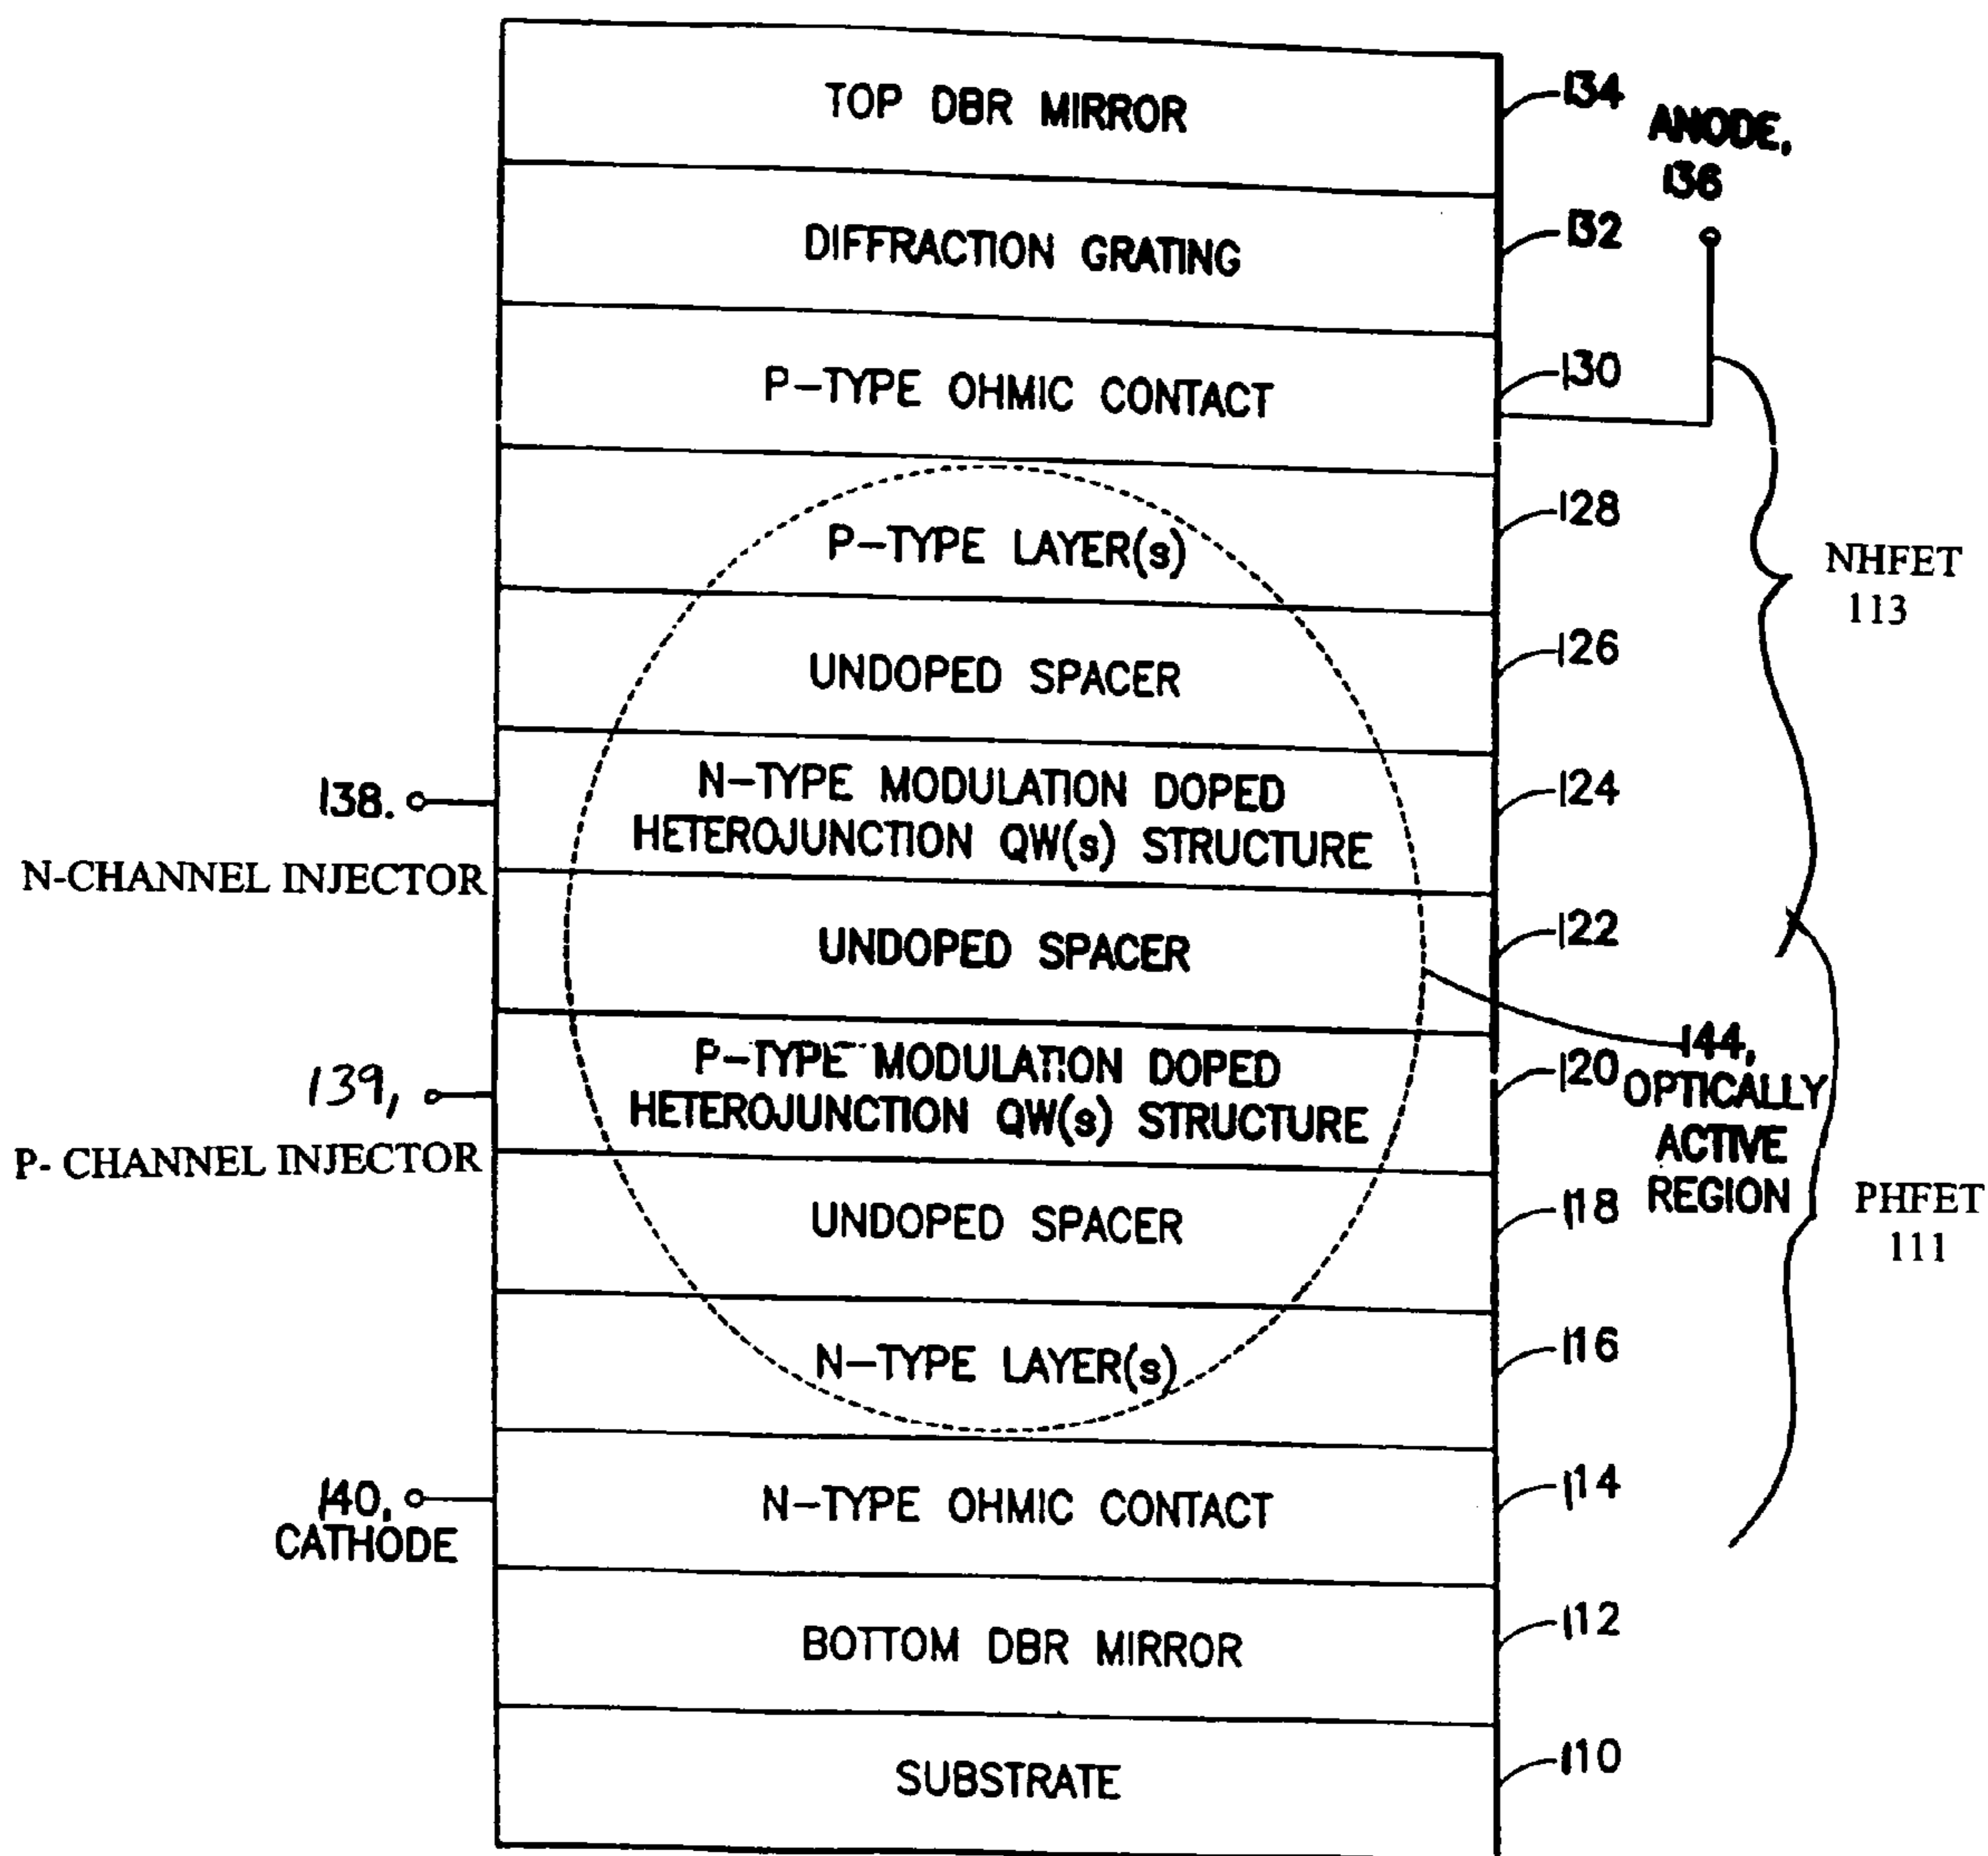 TOP DBR MIRROR
134
ANODE,
136
DIFFRACTION GRATING
132
P-TYPE OHMIC CONTACT
130
P-TYPE LAYER(s)
128
NHFET
113
UNDOPED SPACER
126
138.
N-CHANNEL INJECTOR
N-TYPE MODULATION DOPED
HETEROJUNCTION QW(s) STRUCTURE
124
UNDOPED SPACER
122
139,
P- CHANNEL INJECTOR
P-TYPE MODULATION DOPED
HETEROJUNCTION QW(s) STRUCTURE
120
144,
OPTICALLY
ACTIVE
REGION
UNDOPED SPACER
118
PHFET
111
N-TYPE LAYER(s)
116
140,
CATHODE
N-TYPE OHMIC CONTACT
114
BOTTOM DBR MIRROR
112
SUBSTRATE
110